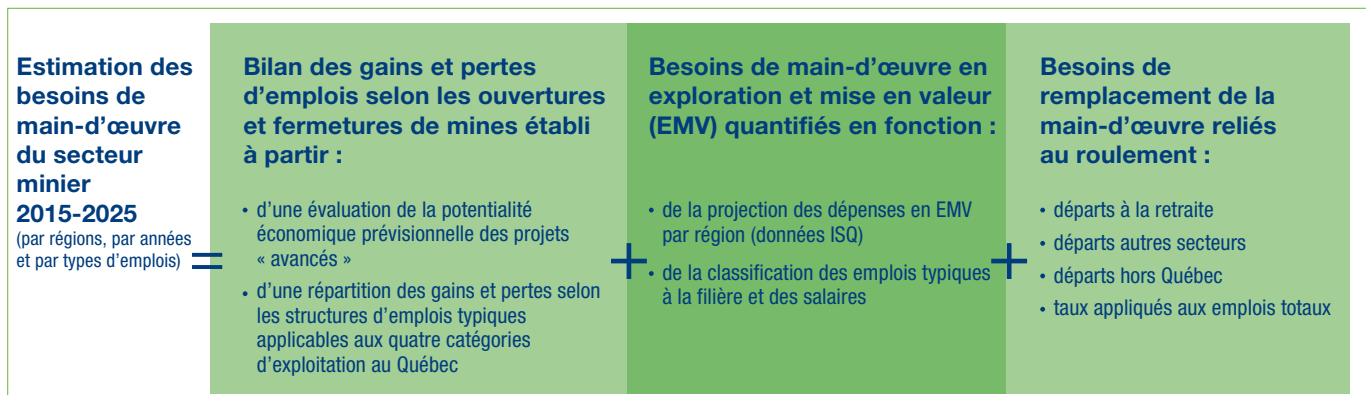 Estimation des
besoins de
main-d'œuvre
du secteur
minier
2015-2025
(par régions, par années
et par types d'emplois)
=
Bilan des gains et pertes
d'emplois selon les ouvertures
et fermetures de mines établi
à partir :
• d'une évaluation de la potentialité
économique prévisionnelle des projets
« avancés »
• d'une répartition des gains et pertes selon
les structures d'emplois typiques
applicables aux quatre catégories
d'exploitation au Québec
+
Besoins de main-d'œuvre en
exploration et mise en valeur
(EMV) quantifiés en fonction :
• de la projection des dépenses en EMV
par région (données ISQ)
• de la classification des emplois typiques
à la filière et des salaires
+
Besoins de
remplacement de la
main-d'œuvre reliés
au roulement :
• départs à la retraite
• départs autres secteurs
• départs hors Québec
• taux appliqués aux emplois totaux